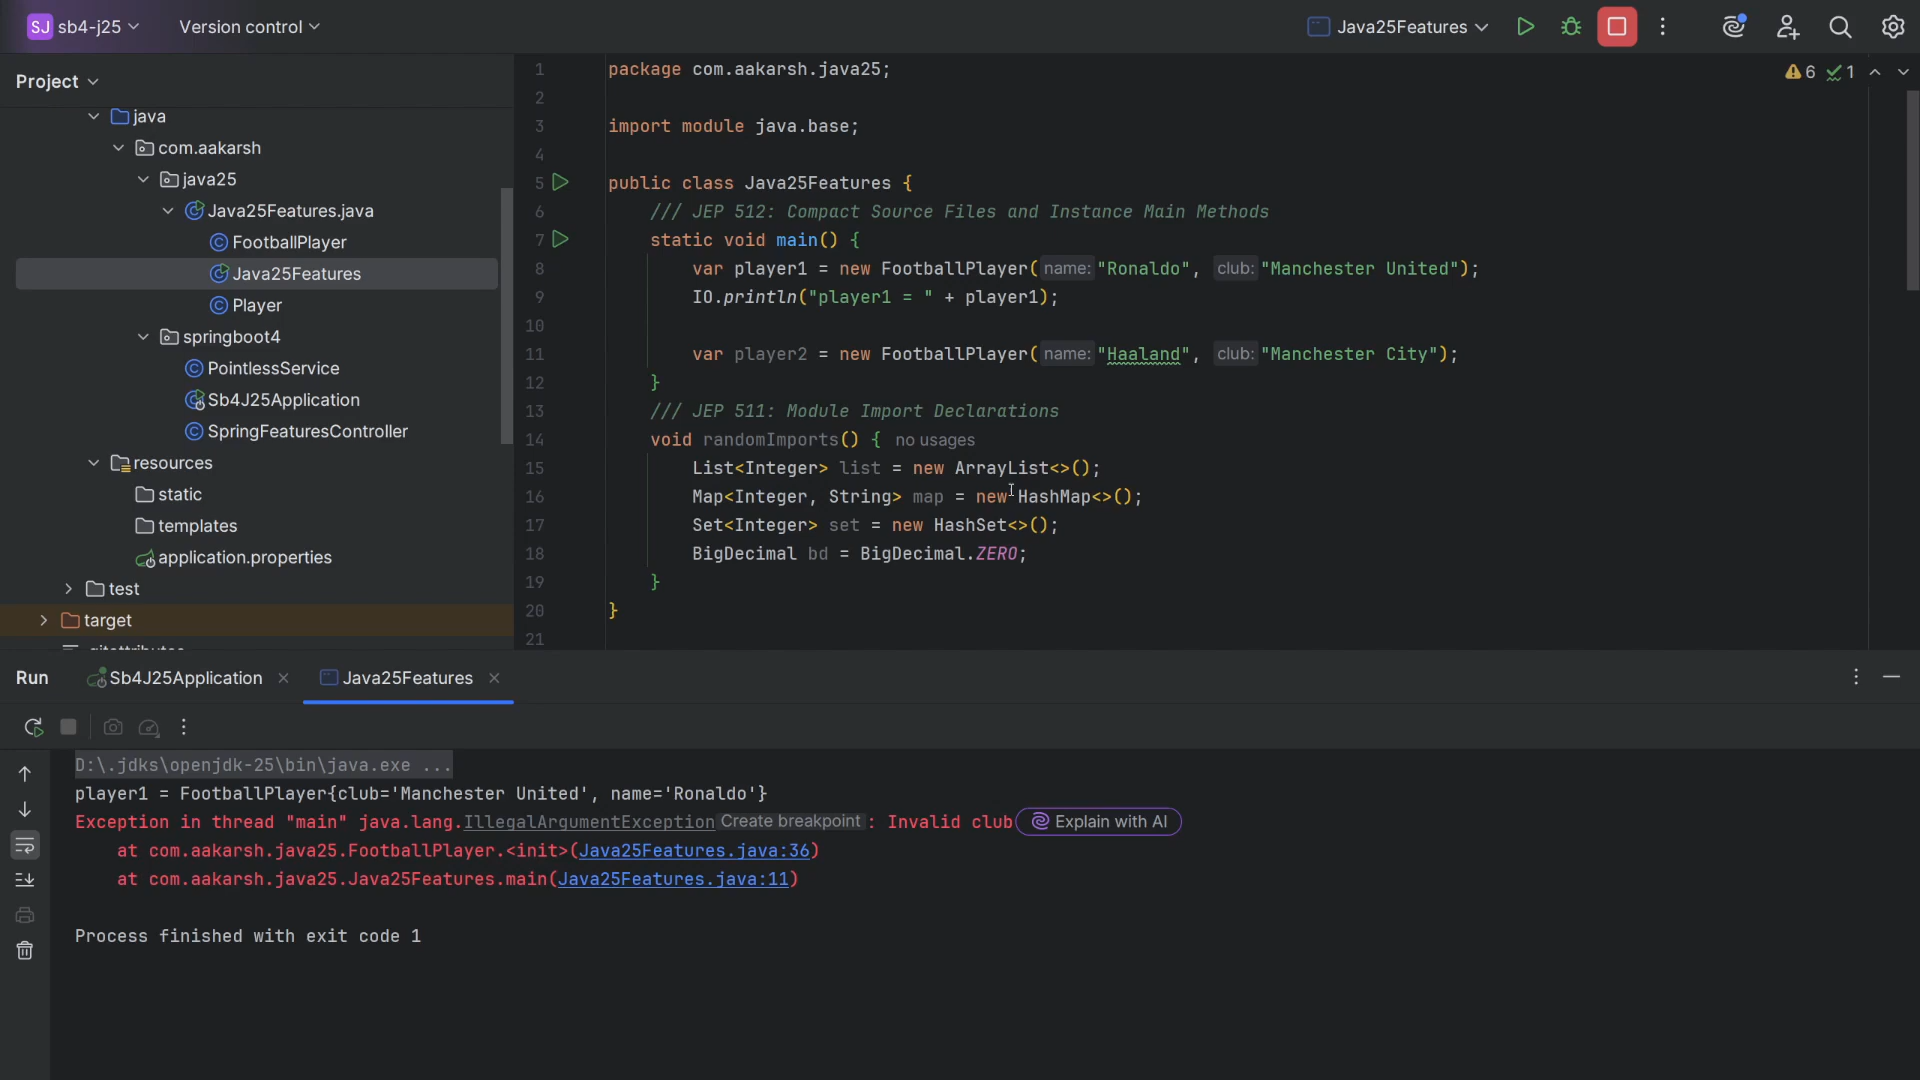 SJ sb4-j25 Version control Java25Features
Project
java
com.aakarsh
java25
Java25Features.java
FootballPlayer
Java25Features
Player
springboot4
PointlessService
Sb4J25Application
SpringFeaturesController
resources
static
templates
application.properties
test
target
6 1
1 package com.aakarsh.java25;
2
3 import module java.base;
4
5 public class Java25Features {
6 /// JEP 512: Compact Source Files and Instance Main Methods
7 static void main() {
8 var player1 = new FootballPlayer( name: "Ronaldo", club: "Manchester United");
9 IO.println("player1 = " + player1);
10
11 var player2 = new FootballPlayer( name: "Haaland", club: "Manchester City");
12 }
13 /// JEP 511: Module Import Declarations
14 void randomImports() { no usages
15 List<Integer> list = new ArrayList<>();
16 Map<Integer, String> map = new HashMap<>();
17 Set<Integer> set = new HashSet<>();
18 BigDecimal bd = BigDecimal.ZERO;
19 }
20 }
21
Run Sb4J25Application Java25Features
D:\.jdks\openjdk-25\bin\java.exe ...
player1 = FootballPlayer{club='Manchester United', name='Ronaldo'}
Exception in thread "main" java.lang.IllegalArgumentException Create breakpoint : Invalid club Explain with AI
at com.aakarsh.java25.FootballPlayer.<init>(Java25Features.java:36)
at com.aakarsh.java25.Java25Features.main(Java25Features.java:11)
Process finished with exit code 1